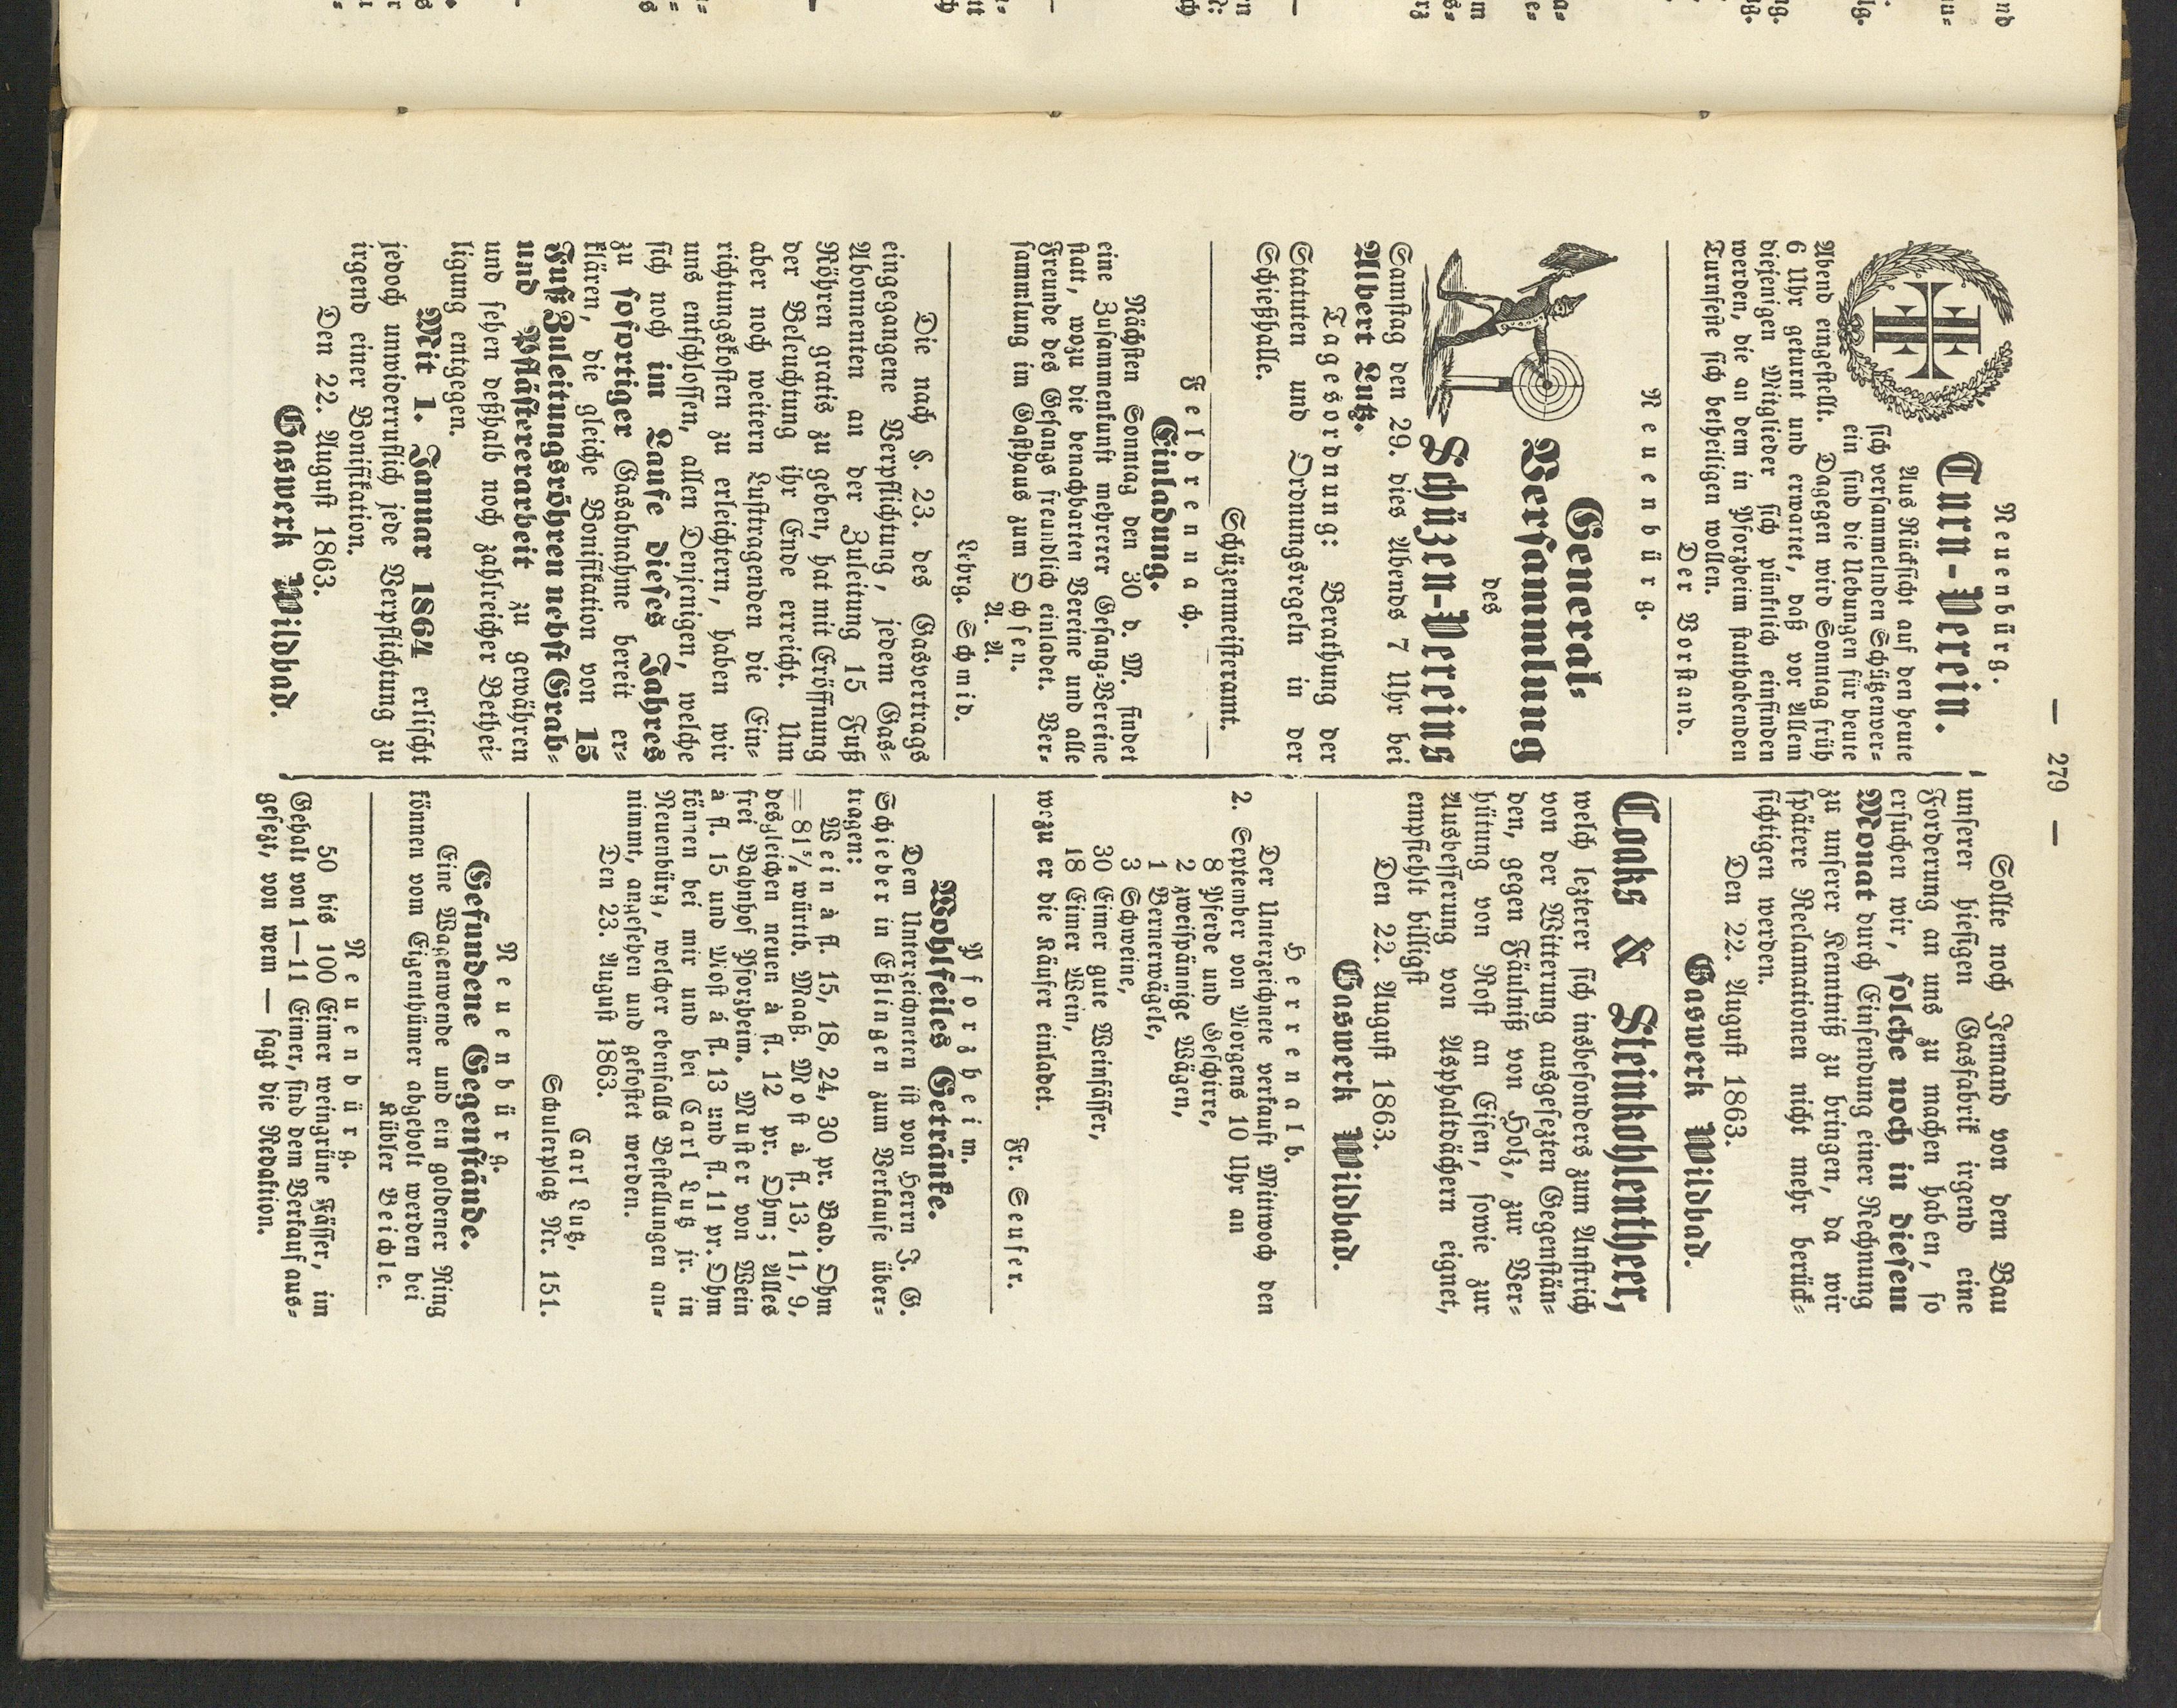 — 279 —
Neuenbürg.
Turn-Verein.
Aus Rücksicht auf den heute
sich versammelnden Schützenver-
ein sind die Uebungen für heute
Abend eingestellt. Dagegen wird Sonntag früh
6 Uhr geturnt und erwartet, daß vor Allem
diejenigen Mitglieder sich pünktlich einfinden
werden, die an dem in Pforzheim statthabenden
Turnfeste sich betheiligen wollen.
Der Vorstand.
Neuenbürg.
General-
Versammlung
des
Schüzen-Vereins
Samstag den 29. dies Abends 7 Uhr bei
Albert Lutz.
Tagesordnung: Berathung der
Statuten und Ordnungsregeln in der
Schießhalle.
Schüzenmeisteramt.
Feldrennach.
Einladung.
Nächsten Sonntag den 30 d. M. findet
eine Zusammenkunft mehrerer Gesang-Vereine
statt, wozu die benachbarten Vereine und alle
Freunde des Gesangs freundlich einladet. Ver-
sammlung im Gasthaus zum Ochsen.
A. A.
Lehrg. Schmid.
Die nach §. 23. des Gasvertrags
eingegangene Verpflichtung, jedem Gas-
Abonnenten an der Zuleitung 15 Fuß
Röhren gratis zu geben, hat mit Eröffnung
der Beleuchtung ihr Ende erreicht. Um
aber noch weitern Lusttragenden die Ein-
richtungskosten zu erleichtern, haben wir
uns entschlossen, allen Denjenigen, welche
sich noch im Laufe dieses Jahres
zu sofortiger Gasabnahme bereit er-
klären, die gleiche Bonifikation von 15
Fuß Zuleitungsröhren nebst Grab-
und Pflästererarbeit zu gewähren
und sehen deßhalb noch zahlreicher Bethei-
ligung entgegen.
Mit 1. Januar 1864 erlischt
jedoch unwiderruflich jede Verpflichtung zu
irgend einer Bonifikation.
Den 22. August 1863.
Gaswerk Wildbad.
Sollte noch Jemand von dem Bau
unserer hiesigen Gasfabrik irgend eine
Forderung an uns zu machen haben, so
ersuchen wir, solche noch in diesem
Monat durch Einsendung einer Rechnung
zu unserer Kenntniß zu bringen, da wir
spätere Reclamationen nicht mehr berück-
sichtigen werden.
Den 22. August 1863.
Gaswerk Wildbad.
Coaks & Steinkohlentheer,
welch lezterer sich insbesonders zum Anstrich
von der Witterung ausgesezten Gegenstän-
den, gegen Fäulniß von Holz, zur Ver-
hütung von Rost an Eisen, sowie zur
Ausbesserung von Asphaltdächern eignet,
empfiehlt billigst
Den 22. August 1863.
Gaswerk Wildbad.
Herrenalb.
Der Unterzeichnete verkauft Mittwoch den
2. September von Morgens 10 Uhr an
8 Pferde und Geschirre,
2 zweispännige Wägen,
1 Bernerwägele,
3 Schweine,
30 Eimer gute Weinfässer,
18 Eimer Wein,
wozu er die Käufer einladet.
Fr. Seufer.
Pforzheim.
Wohlfeiles Getränke.
Dem Unterzeichneten ist von Herrn J. G.
Schieber in Eßlingen zum Verkaufe über-
tragen:
Wein à fl. 15, 18, 24, 30 pr. Bad. Ohm
= württb. Maaß. Most à fl. 13, 11, 9,
desgleichen neuen à fl. 12 pr. Ohm; Alles
frei Bahnhof Pforzheim. Muster von Wein
à fl. 15 und Most á fl. 13 und fl. 11 pr. Ohm
können bei mir und bei Carl Lutz jr. in
Neuenbürg, welcher ebenfalls Bestellungen an-
nimmt, angesehen und gekostet werden.
Den 23. August 1863.
Carl Lutz,
Schulerplatz Nr. 151.
Neuenbürg.
Gefundene Gegenstände.
Eine Wagenwende und ein goldener Ring
können vom Eigenthümer abgeholt werden bei
Kübler Beichle.
Neuenbürg.
50 bis 100 Eimer weingrüne Fässer, im
Gehalt von 1—11 Eimer, sind dem Verkauf aus-
gesezt, von wem — sagt die Redaktion.